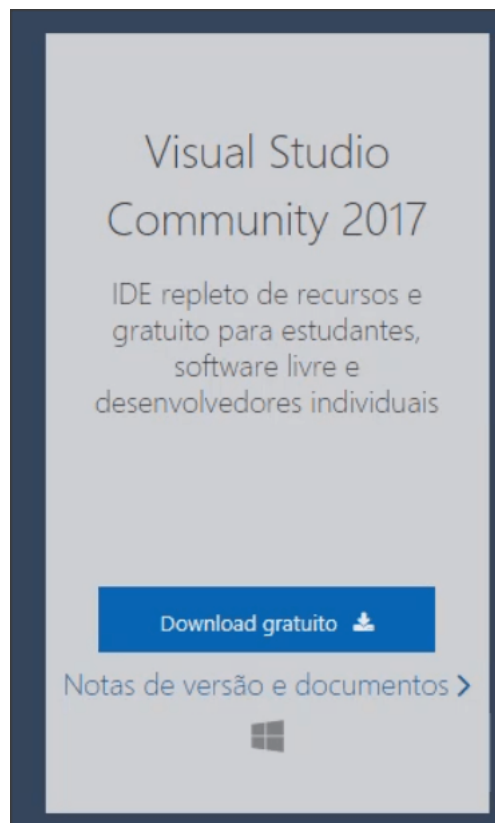 Visual Studio
Community 2017
IDE repleto de recursos e
gratuito para estudantes,
software livre e
desenvolvedores individuais
Download gratuito
Notas de versão e documentos